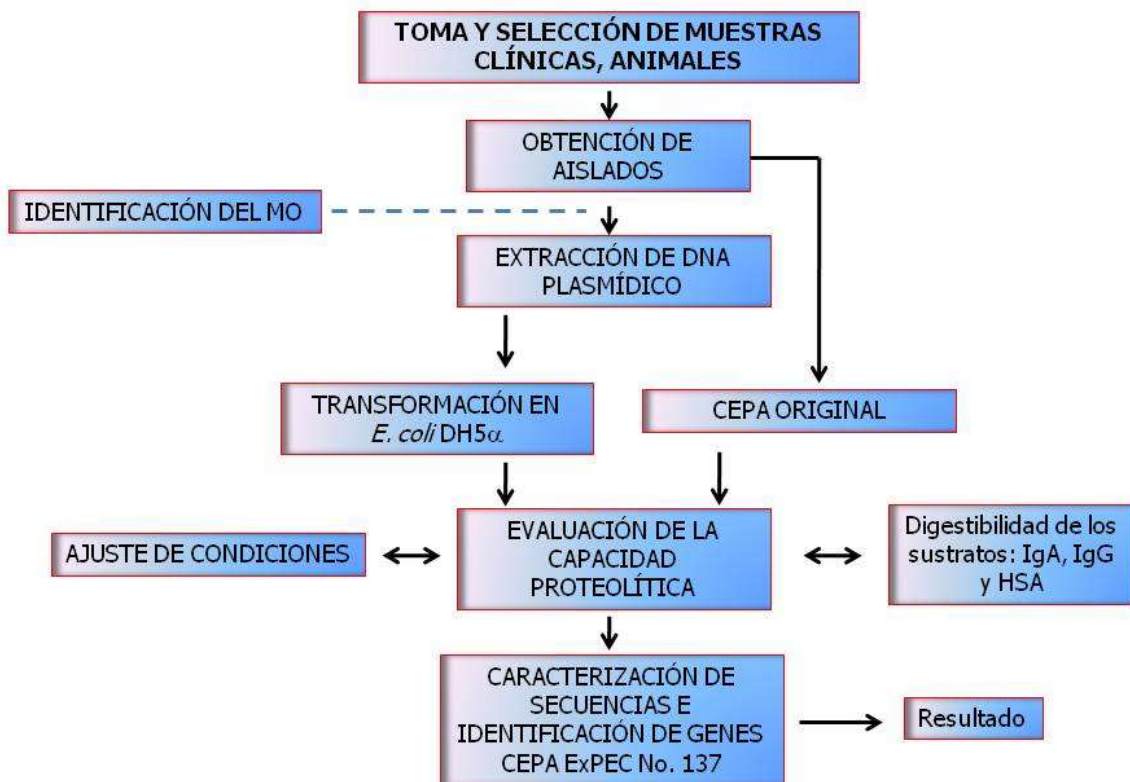 TOMA Y SELECCIÓN DE MUESTRAS
CLÍNICAS, ANIMALES
OBTENCIÓN DE
AISLADOS
IDENTIFICACIÓN DEL MO
EXTRACCIÓN DE DNA
PLASMÍDICO
TRANSFORMACIÓN EN
E. coli DH5α
CEPA ORIGINAL
AJUSTE DE CONDICIONES
EVALUACIÓN DE LA
CAPACIDAD
PROTEOLÍTICA
Digestibilidad de los
sustratos: IgA, IgG
y HSA
CARACTERIZACIÓN DE
SECUENCIAS E
IDENTIFICACIÓN DE GENES
CEPA ExPEC No. 137
Resultado